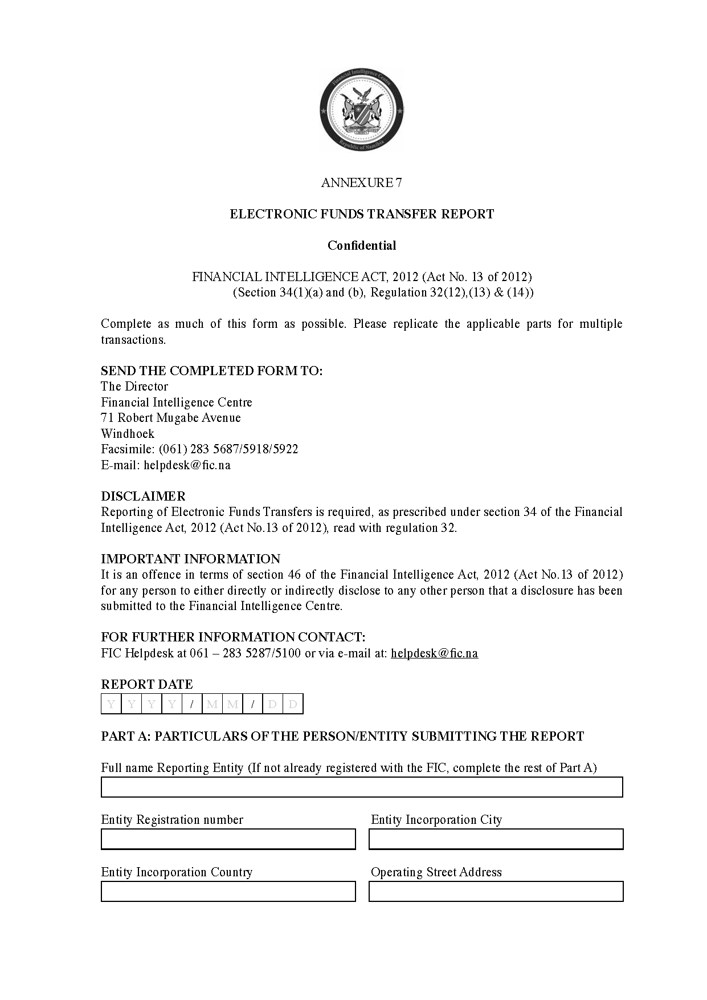 Financial Intelligence Centre
Republic of Namibia
ANNEXURE 7
ELECTRONIC FUNDS TRANSFER REPORT
Confidential
FINANCIAL INTELLIGENCE ACT, 2012 (Act No. 13 of 2012)
(Section 34(1)(a) and (b), Regulation 32(12),(13) & (14))
Complete as much of this form as possible. Please replicate the applicable parts for multiple
transactions.
SEND THE COMPLETED FORM TO:
The Director
Financial Intelligence Centre
71 Robert Mugabe Avenue
Windhoek
Facsimile: (061) 283 5687/5918/5922
E-mail: helpdesk@fic.na
DISCLAIMER
Reporting of Electronic Funds Transfers is required, as prescribed under section 34 of the Financial
Intelligence Act, 2012 (Act No.13 of 2012), read with regulation 32.
IMPORTANT INFORMATION
It is an offence in terms of section 46 of the Financial Intelligence Act, 2012 (Act No.13 of 2012)
for any person to either directly or indirectly disclose to any other person that a disclosure has been
submitted to the Financial Intelligence Centre.
FOR FURTHER INFORMATION CONTACT:
FIC Helpdesk at 061 – 283 5287/5100 or via e-mail at: helpdesk@fic.na
REPORT DATE
Y Y Y Y / M M / D D
PART A: PARTICULARS OF THE PERSON/ENTITY SUBMITTING THE REPORT
Full name Reporting Entity (If not already registered with the FIC, complete the rest of Part A)
Entity Registration number Entity Incorporation City
Entity Incorporation Country Operating Street Address